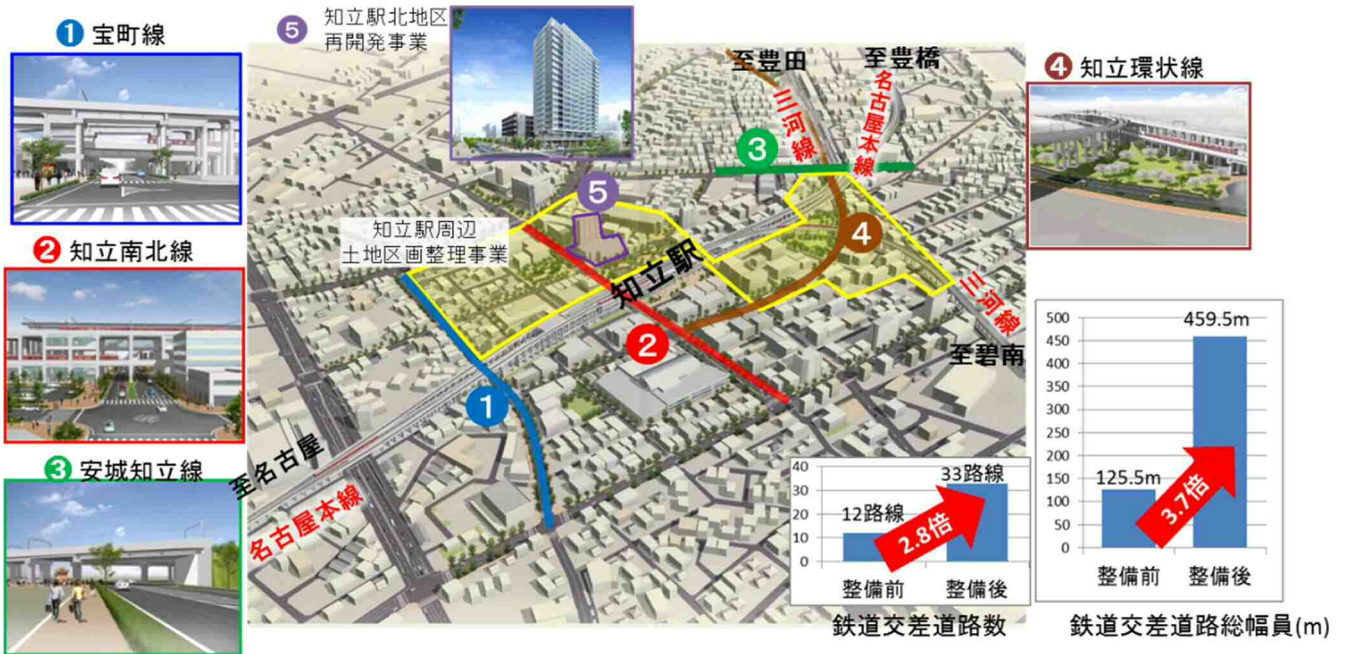 ❶ 宝町線
❺ 知立駅北地区
再開発事業
❹ 知立環状線
❷ 知立南北線
❸ 安城知立線
至豊田
至豊橋
三河線
名古屋本線
❸
❺
知立駅周辺
土地区画整理事業
❹
知立駅
三河線
❷
至碧南
❶
至名古屋
名古屋本線
40
30
20
10
0
12路線
33路線
2.8倍
整備前
整備後
鉄道交差道路数
500
450
400
350
300
250
200
150
100
50
0
125.5m
459.5m
3.7倍
整備前
整備後
鉄道交差道路総幅員(m)